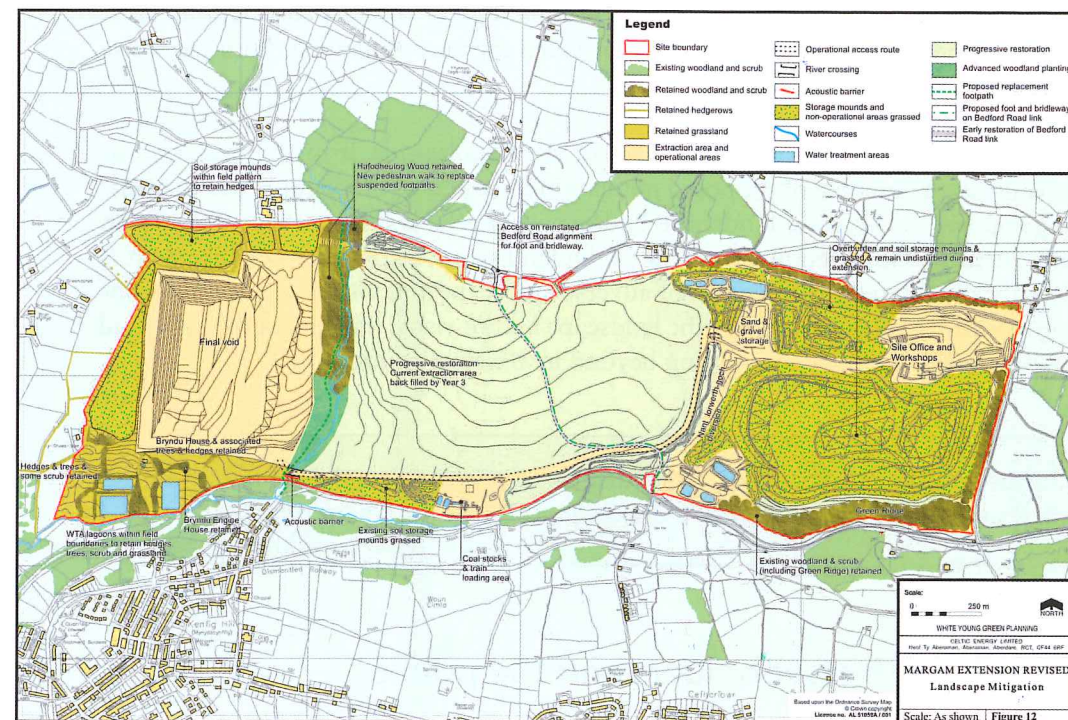 Legend
Site boundary
Existing woodland and scrub
Retained woodland and scrub
Retained hedgerows
Retained grassland
Extraction area and
operational areas
Operational access route
River crossing
Acoustic barrier
Storage mounds and
non-operational areas grassed
Watercourses
Water treatment areas
Progressive restoration
Advanced woodland planting
Proposed replacement
footpath
Proposed foot and bridleway
on Bedford Road link
Early restoration of Bedford
Road link
Soil storage mounds
within field pattern
to retain hedges
Hafodheulog Wood retained.
New pedestrian walk to replace
suspended footpaths.
Access on reinstated
Bedford Road alignment
for foot and bridleway.
Overburden and soil storage mounds
grassed & remain undisturbed during
extension
Final void
Sand &
gravel
storage
Site Office and
Workshops
Progressive restoration
Current extraction area
back filled by Year 3
Nant Iorwerth Goch
Diversion
Bryndu House & associated
trees & hedges retained
Hedges & trees &
some scrub retained
WTA lagoons within field
boundaries to retain hedges
trees, scrub and grassland
Bryndu Engine
House retained
Acoustic barrier
Existing soil storage
mounds grassed
Coal stocks
& train
loading area
Green Ridge
Existing woodland & scrub
(including Green Ridge) retained
Cefncribwr
Scale:
0 250 m
NORTH
WHITE YOUNG GREEN PLANNING
CELTIC ENERGY LIMITED
MARGAM EXTENSION REVISED
Landscape Mitigation
Scale: As shown Figure 12
Based upon the Ordnance Survey Map
© Crown copyright
Licence no. AL 51859A / 001